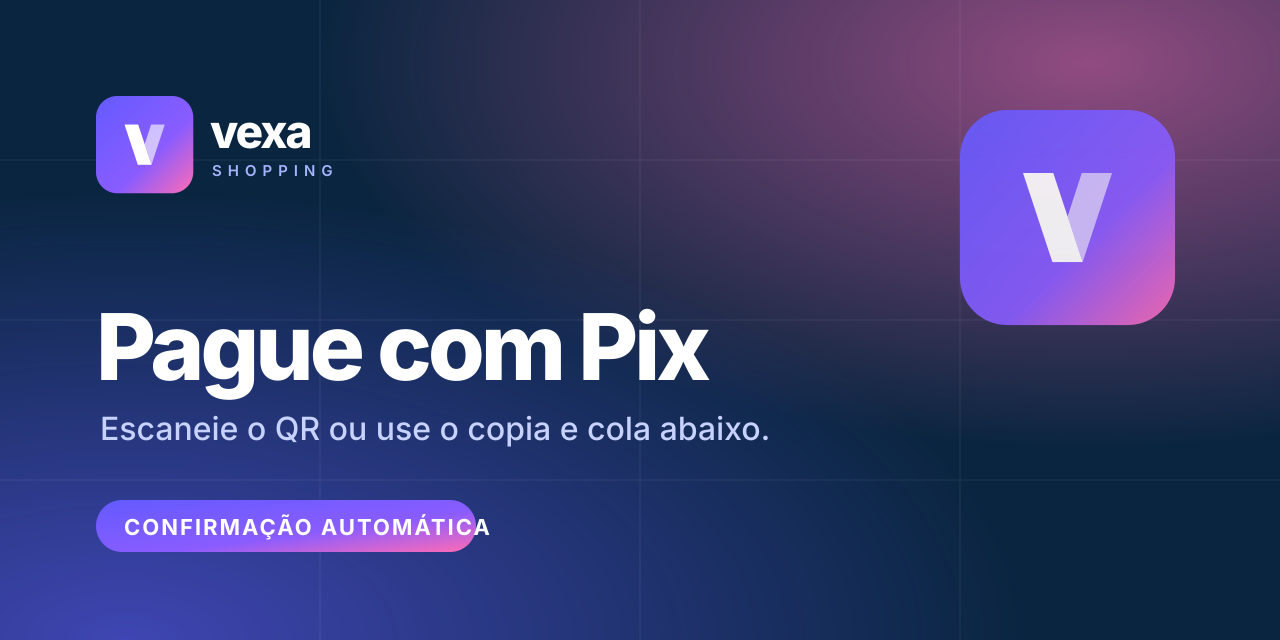 vexa
SHOPPING
Pague com Pix
Escaneie o QR ou use o copia e cola abaixo.
CONFIRMAÇÃO AUTOMÁTICA